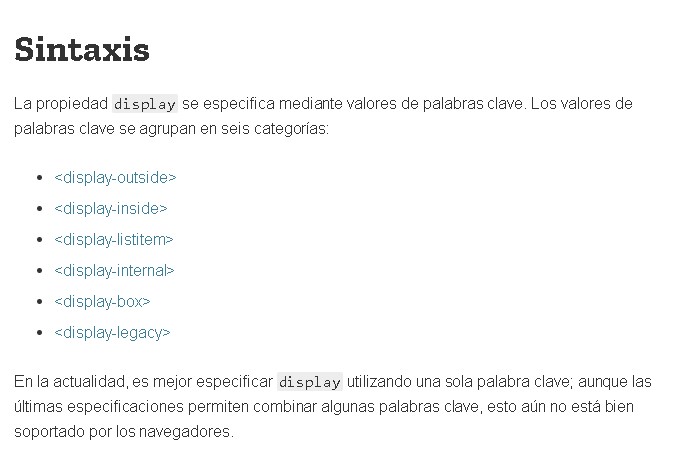 Sintaxis
La propiedad display se especifica mediante valores de palabras clave. Los valores de
palabras clave se agrupan en seis categorías:
<display-outside>
<display-inside>
<display-listitem>
<display-internal>
<display-box>
<display-legacy>
En la actualidad, es mejor especificar display utilizando una sola palabra clave; aunque las
últimas especificaciones permiten combinar algunas palabras clave, esto aún no está bien
soportado por los navegadores.